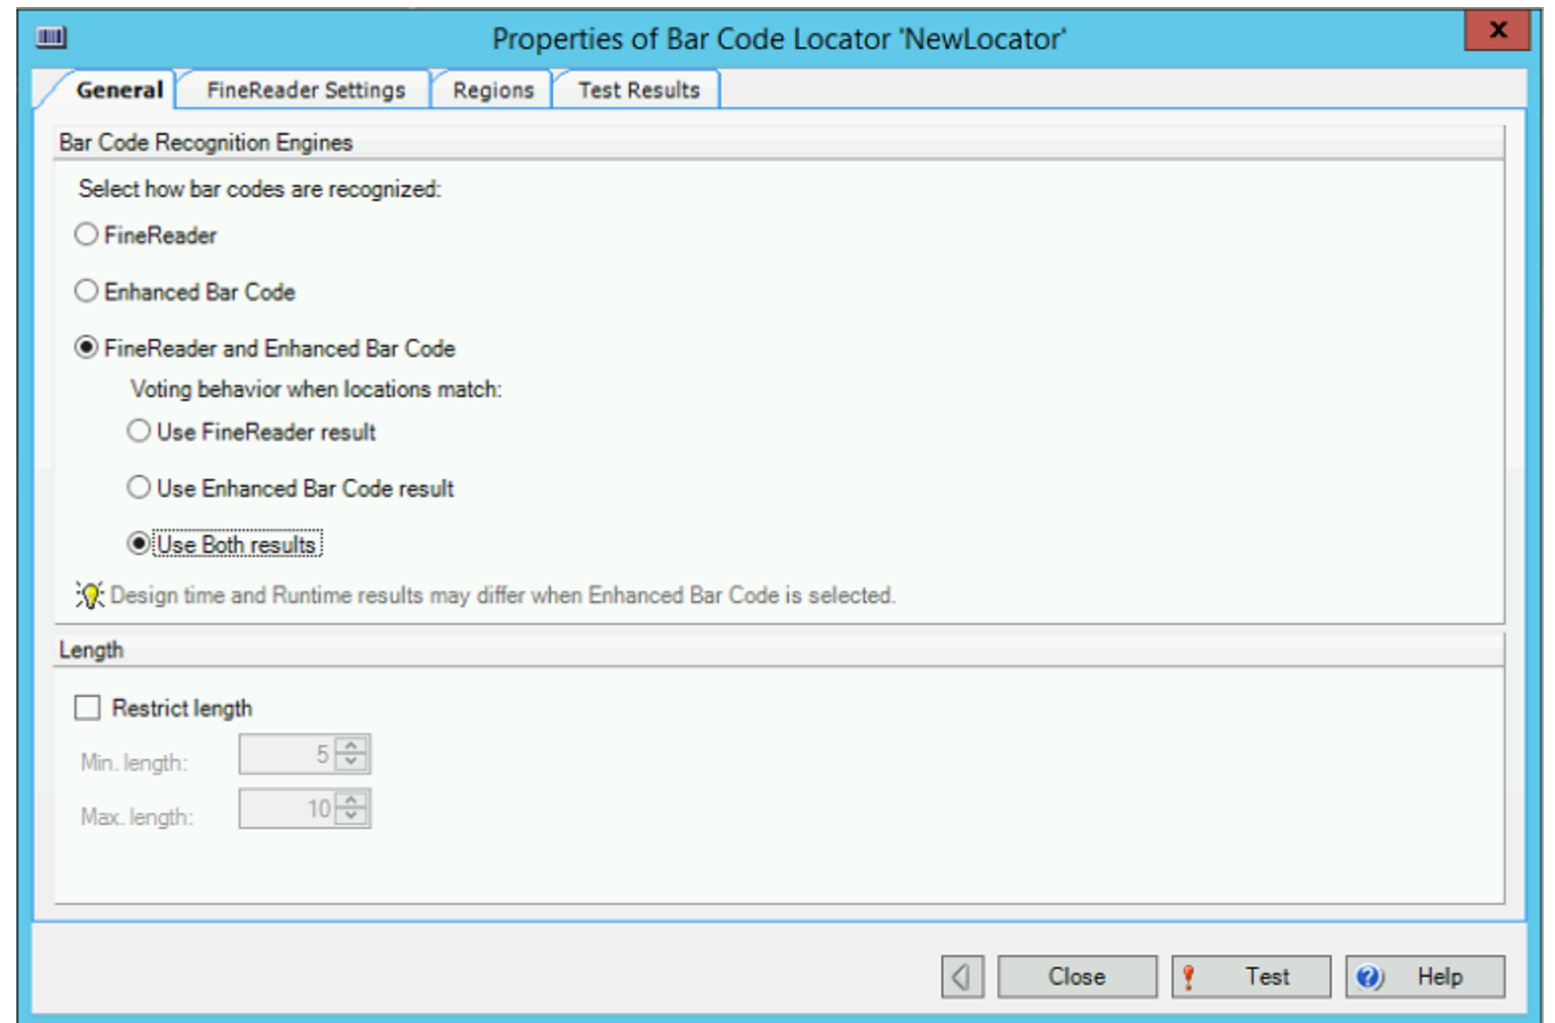 Properties of Bar Code Locator 'NewLocator'
X
General FineReader Settings Regions Test Results
Bar Code Recognition Engines
Select how bar codes are recognized:
FineReader
Enhanced Bar Code
FineReader and Enhanced Bar Code
Voting behavior when locations match:
Use FineReader result
Use Enhanced Bar Code result
Use Both results
Design time and Runtime results may differ when Enhanced Bar Code is selected.
Length
Restrict length
Min. length: 5
Max. length: 10
Close ! Test ? Help